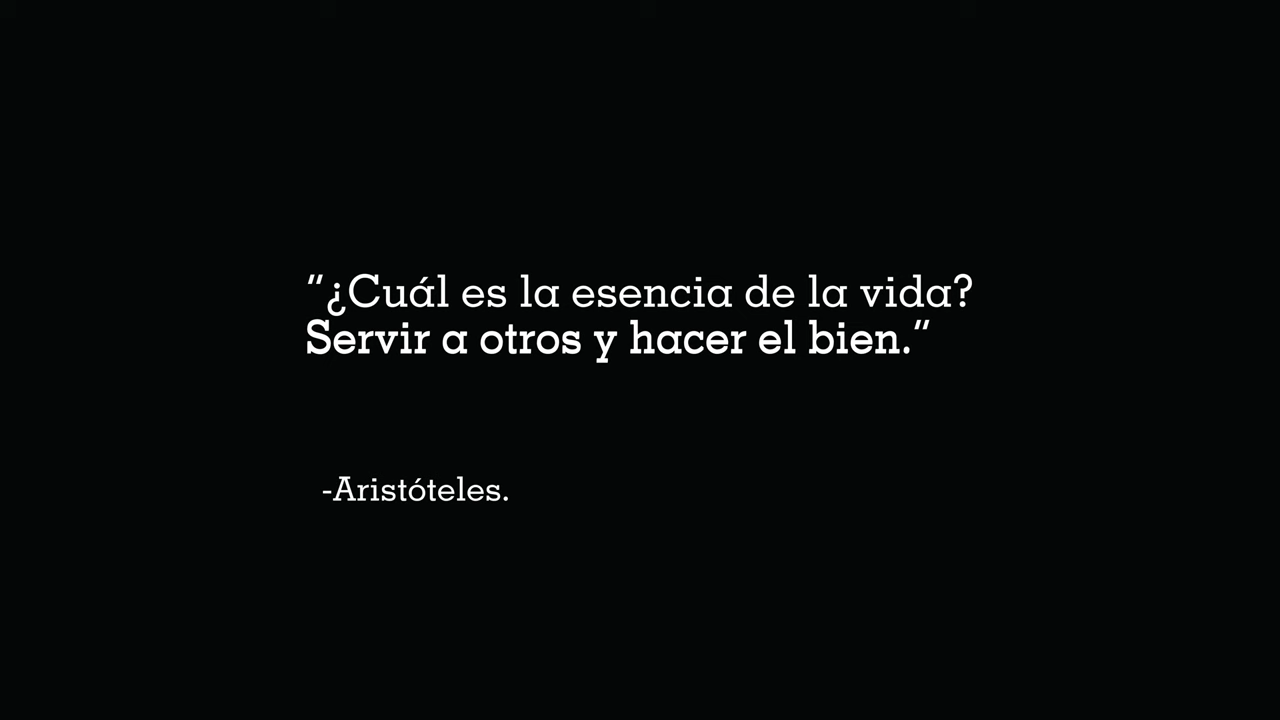 "¿Cuál es la esencia de la vida?
Servir a otros y hacer el bien."
-Aristóteles.